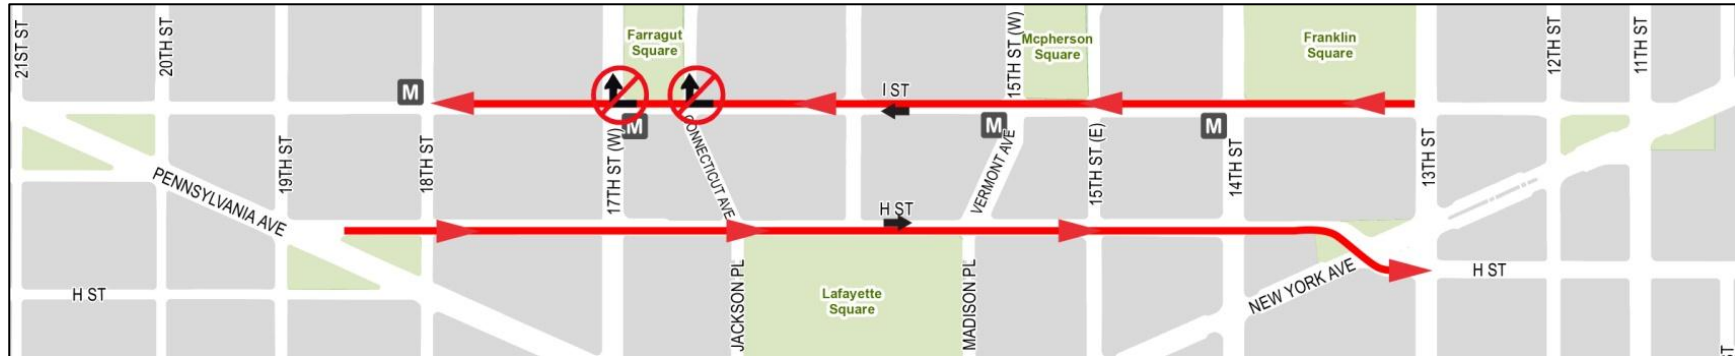 21ST ST
20TH ST
19TH ST
18TH ST
17TH ST (W)
Farragut
Square
CONNECTICUT AVE
I ST
15TH ST (W)
Mcpherson
Square
VERMONT AVE
15TH ST (E)
14TH ST
Franklin
Square
13TH ST
12TH ST
11TH ST
M
M
M
M
PENNSYLVANIA AVE
H ST
H ST
JACKSON PL
Lafayette
Square
MADISON PL
NEW YORK AVE
H ST
ST